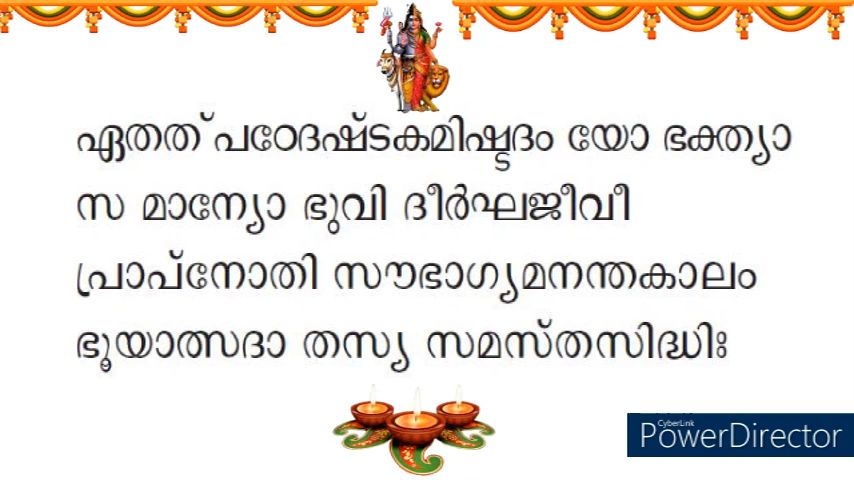 ഏതത് പഠേദഷ്ടകമിഷ്ടദം യോ ഭക്ത്യാ
സ മാന്യോ ഭുവി ദീർഘജീവീ
പ്രാപ്നോതി സൗഭാഗ്യമനന്തകാലം
ഭൂയാത്സദാ തസ്യ സമസ്തസിദ്ധിഃ
CyberLink
PowerDirector